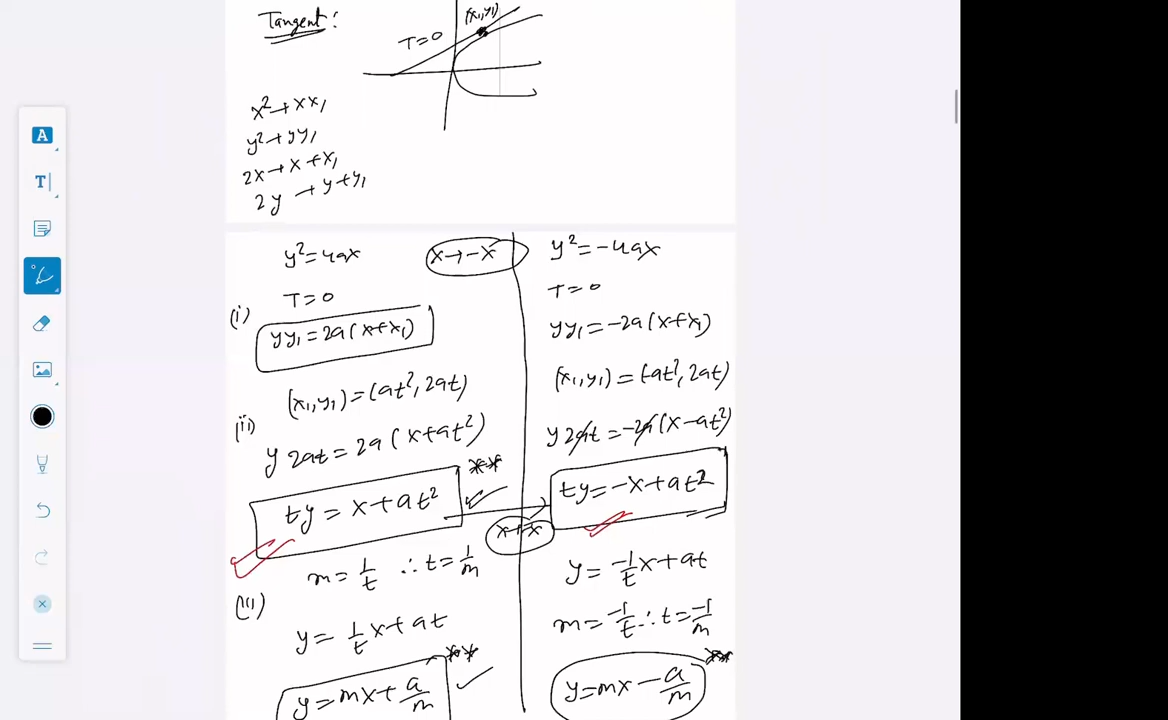 Tangent :
(x₁,y₁)
T=0
x² → xx₁
y² → yy₁
2x → x+x₁
2y → y+y₁
y²=4ax
x→-x
T=0
(i)
yy₁=2a(x+x₁)
(x₁,y₁)=(at²,2at)
(ii)
y 2at=2a(x+at²)
**
ty=x+at²
x→-x
m=1/t ∴t=1/m
(iii)
y=1/t x+at
**
y=mx+a/m
y²=-4ax
T=0
yy₁=-2a(x+x₁)
(x₁,y₁)=(-at²,2at)
y2at=-2a(x-at²)
ty=-x+at²
y=-1/t x+at
m=-1/t ∴t=-1/m
**
y=mx-a/m
A
T